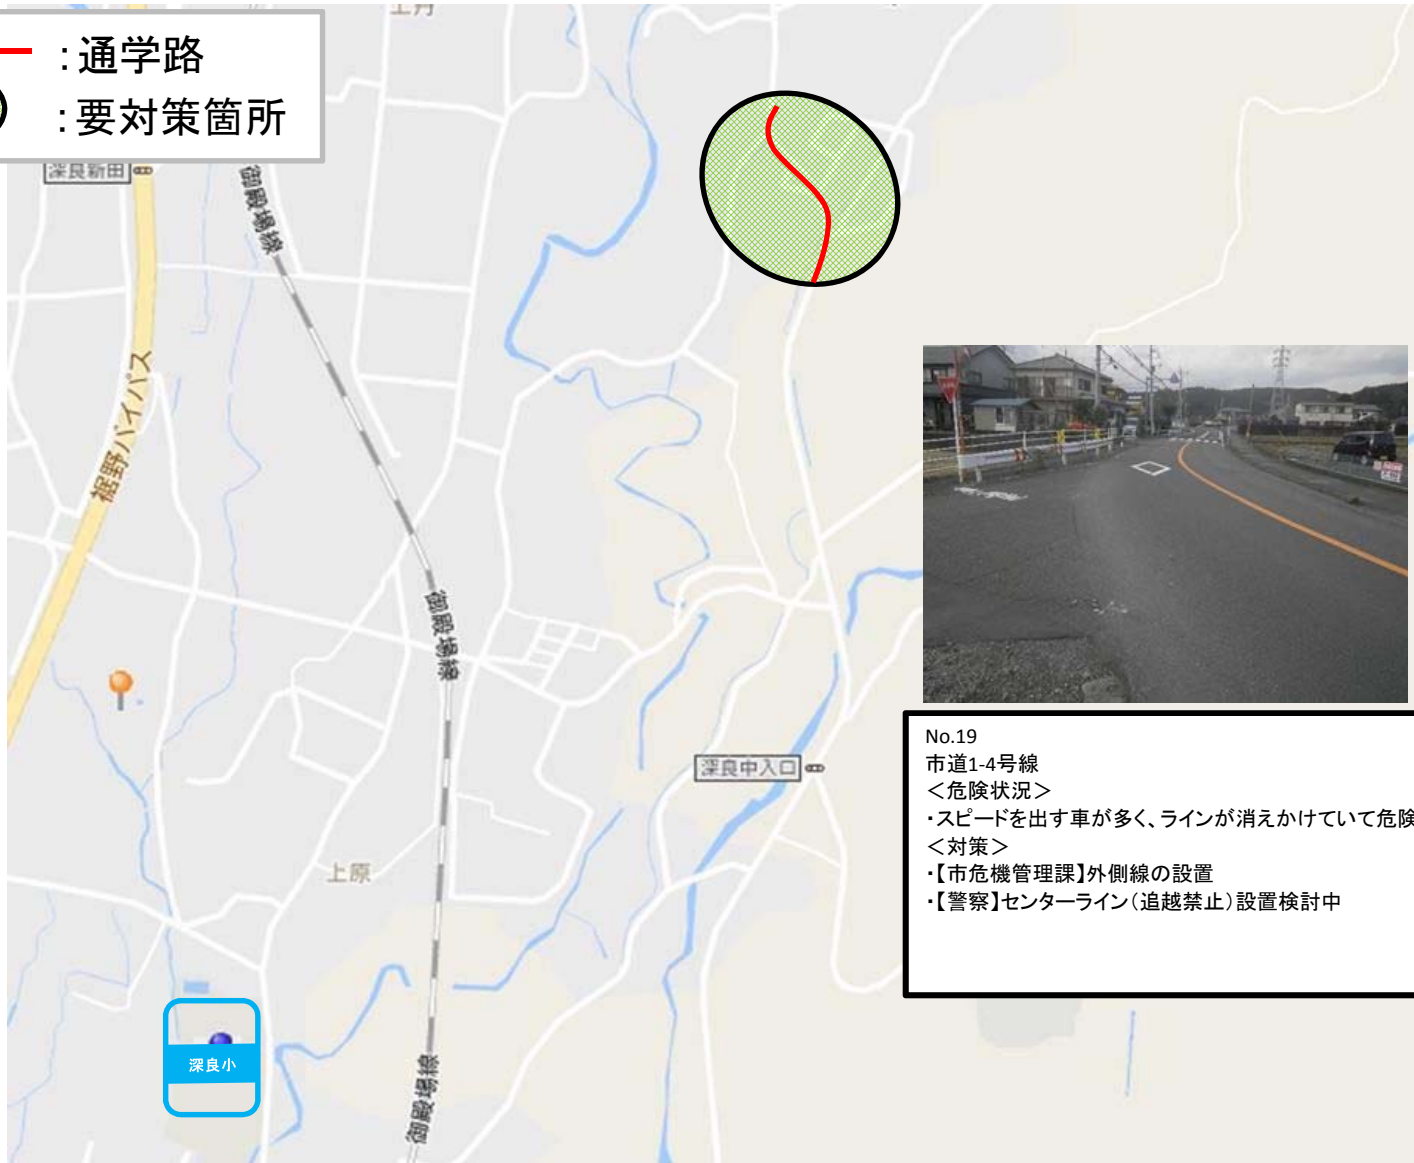 上丹
：通学路
：要対策箇所
深良新田
御殿場線
裾野バイパス
御殿場線
深良中入口
No.19
市道1-4号線
＜危険状況＞
・スピードを出す車が多く、ラインが消えかけていて危険
＜対策＞
・【市危機管理課】外側線の設置
・【警察】センターライン（追越禁止）設置検討中
上原
深良小
御殿場線